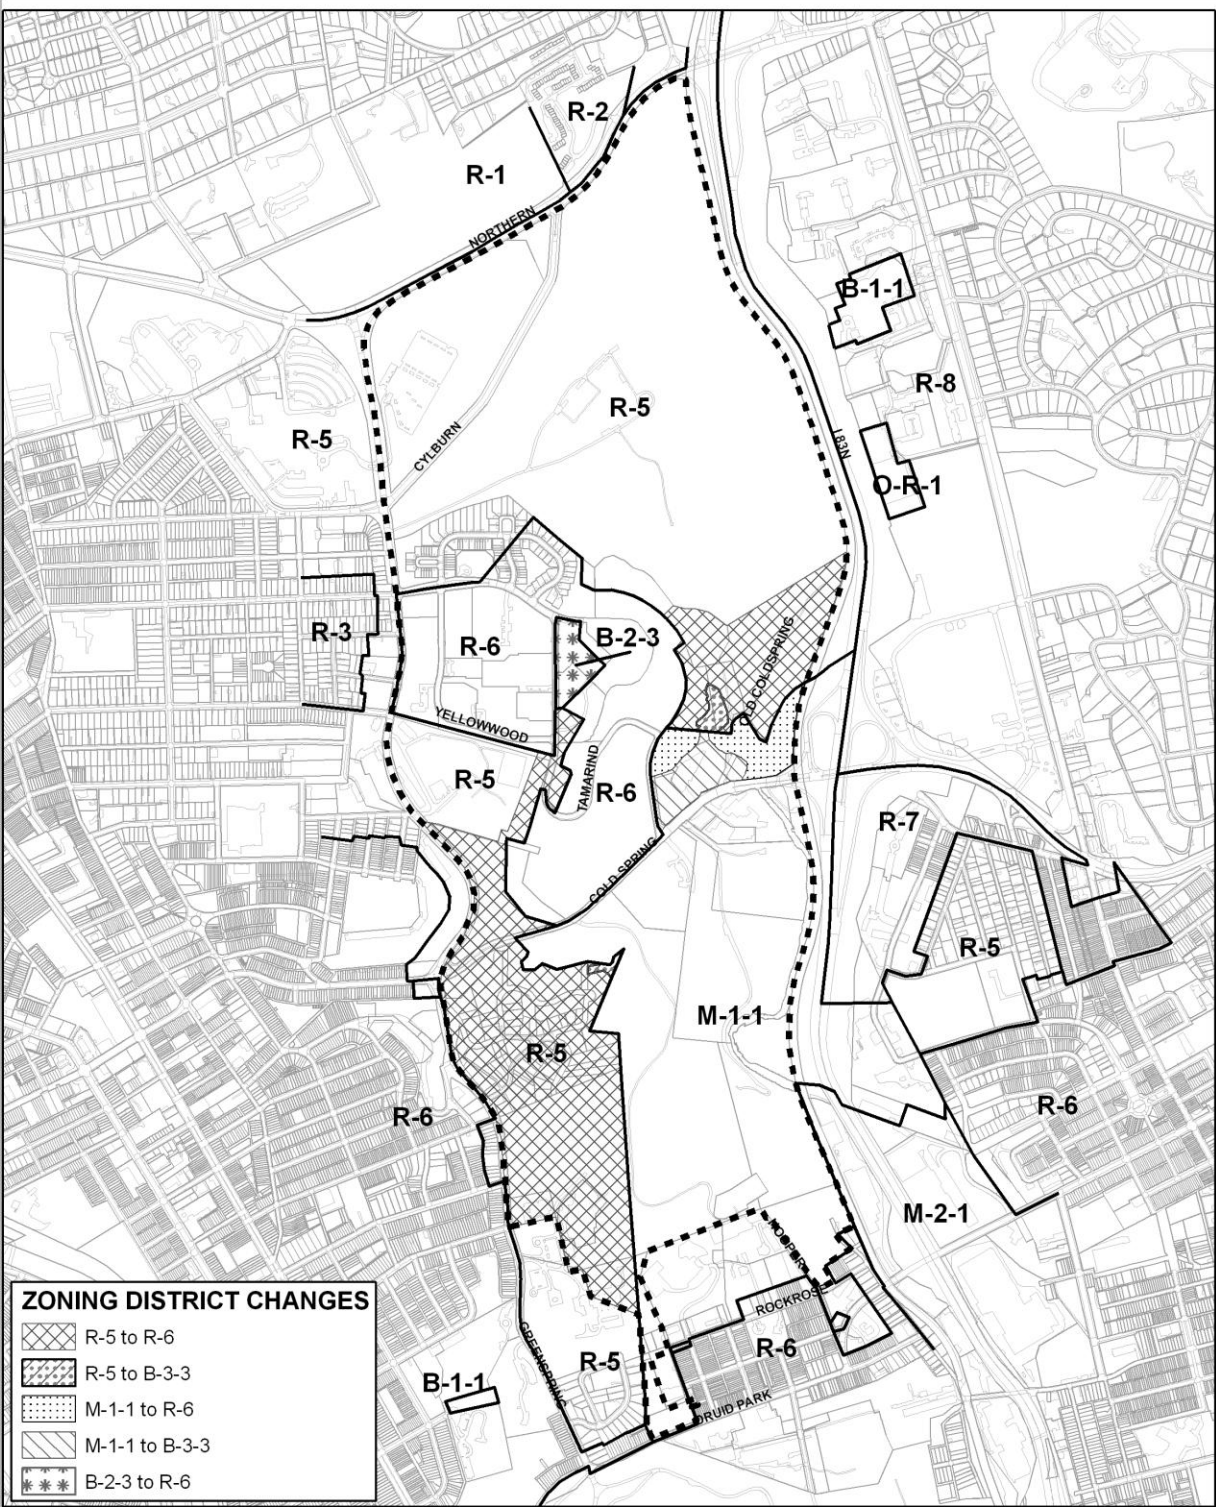 R-2
R-1
NORTHERN
B-1-1
R-8
R-5
R-5
CYLBURN
I 83N
O-R-1
R-3
R-6
B-2-3
OLD COLDSPRING
YELLOWWOOD
R-5
TAMARIND
R-6
COLD SPRING
R-7
R-5
M-1-1
R-5
R-6
R-6
M-2-1
HOOPER
ROCKROSE
R-6
GREENSPRING
R-5
B-1-1
DRUID PARK
ZONING DISTRICT CHANGES
R-5 to R-6
R-5 to B-3-3
M-1-1 to R-6
M-1-1 to B-3-3
B-2-3 to R-6